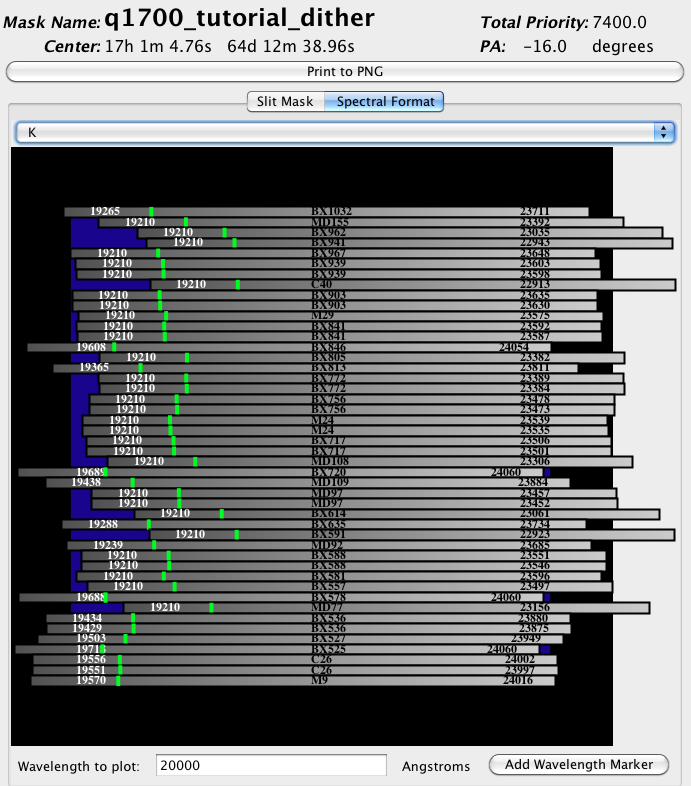 Mask Name: q1700_tutorial_dither Total Priority: 7400.0
Center: 17h 1m 4.76s 64d 12m 38.96s PA: -16.0 degrees
Print to PNG
Slit Mask Spectral Format
K
19265 BX1032 23711
19210 MD155 23392
19210 BX962 23035
19210 BX941 22943
19210 BX967 23648
19210 BX939 23603
19210 BX939 23598
19210 C40 22913
19210 BX903 23635
19210 BX903 23630
19210 M29 23575
19210 BX841 23592
19210 BX841 23587
19608 BX846 24054
19210 BX805 23382
19365 BX813 23811
19210 BX772 23389
19210 BX772 23384
19210 BX756 23478
19210 BX756 23473
19210 M24 23539
19210 M24 23535
19210 BX717 23506
19210 BX717 23501
19210 MD108 23306
19689 BX720 24060
19438 MD109 23884
19210 MD97 23457
19210 MD97 23452
19210 BX614 23061
19288 BX635 23734
19210 BX591 22923
19239 MD92 23685
19210 BX588 23551
19210 BX588 23546
19210 BX581 23596
19210 BX557 23497
19688 BX578 24060
19210 MD77 23156
19434 BX536 23880
19429 BX536 23875
19503 BX527 23949
BX525 24060
19556 C26 24002
19551 C26 23997
19570 M9 24016
Wavelength to plot: 20000 Angstroms Add Wavelength Marker